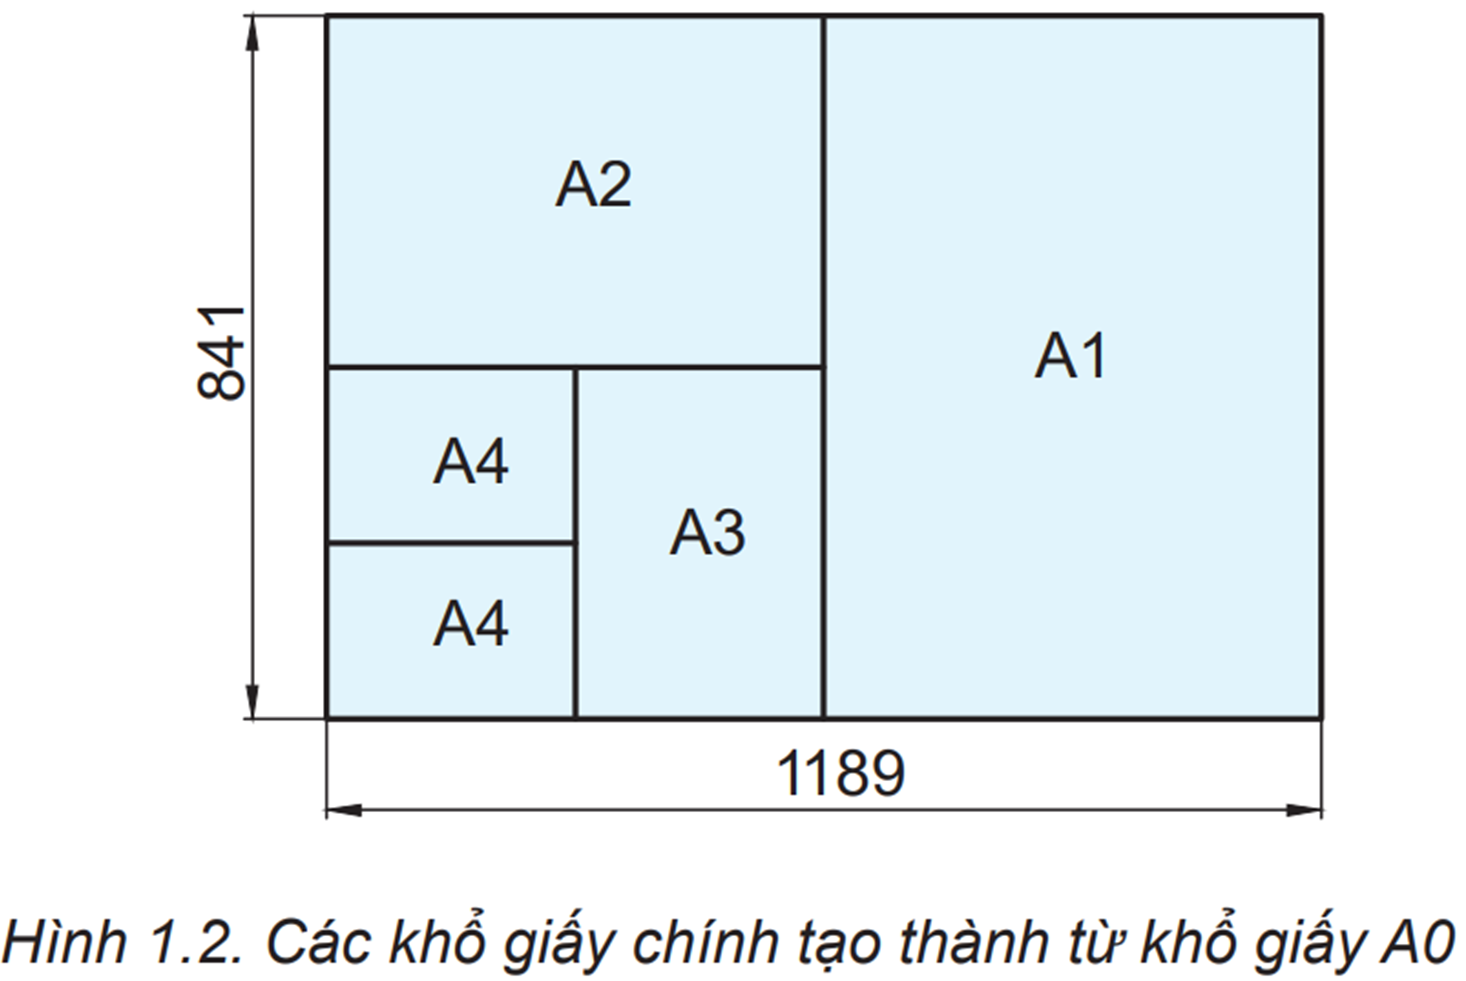 A2
A1
841
A4
A3
A4
1189
Hình 1.2. Các khổ giấy chính tạo thành từ khổ giấy A0